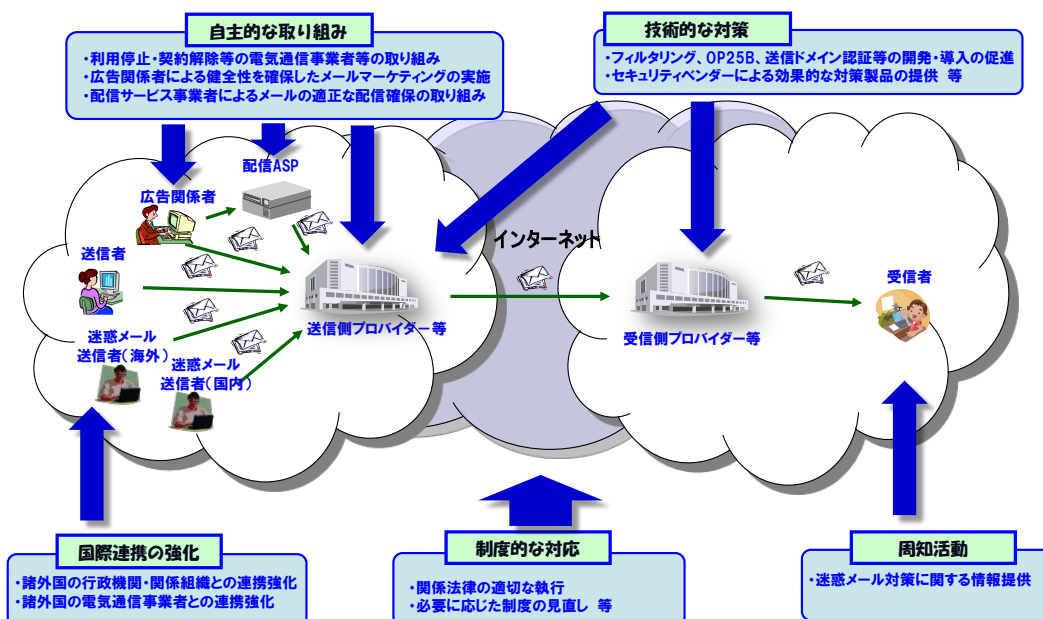 自主的な取り組み
・利用停止・契約解除等の電気通信事業者等の取り組み
・広告関係者による健全性を確保したメールマーケティングの実施
・配信サービス事業者によるメールの適正な配信確保の取り組み
技術的な対策
・フィルタリング、OP25B、送信ドメイン認証等の開発・導入の促進
・セキュリティベンダーによる効果的な対策製品の提供 等
配信ASP
広告関係者
送信者
インターネット
送信側プロバイダー等
受信側プロバイダー等
受信者
迷惑メール
送信者(海外)
迷惑メール
送信者(国内)
国際連携の強化
・諸外国の行政機関・関係組織との連携強化
・諸外国の電気通信事業者との連携強化
制度的な対応
・関係法律の適切な執行
・必要に応じた制度の見直し 等
周知活動
・迷惑メール対策に関する情報提供